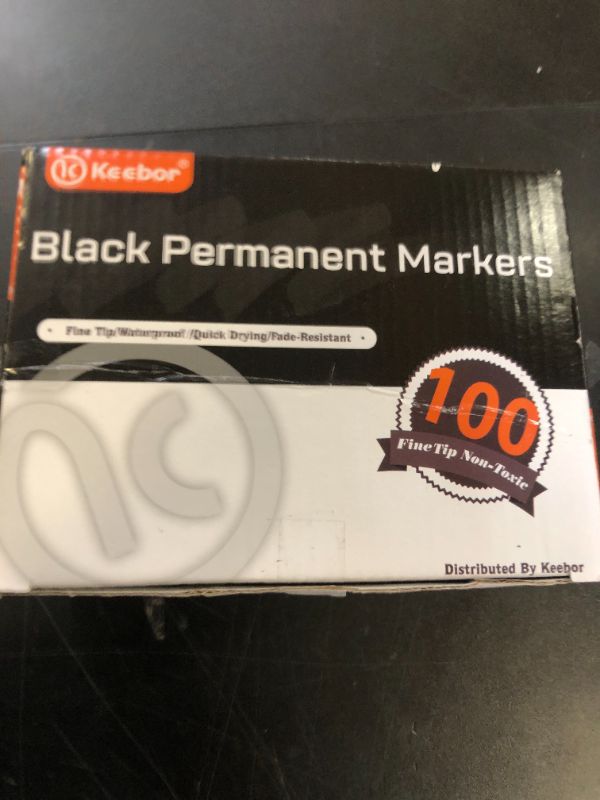 Keebor®
Black Permanent Markers
• Fine Tip/Waterproof/Quick Drying/Fade-Resistant •
100
Fine Tip Non-Toxic
Distributed By Keebor